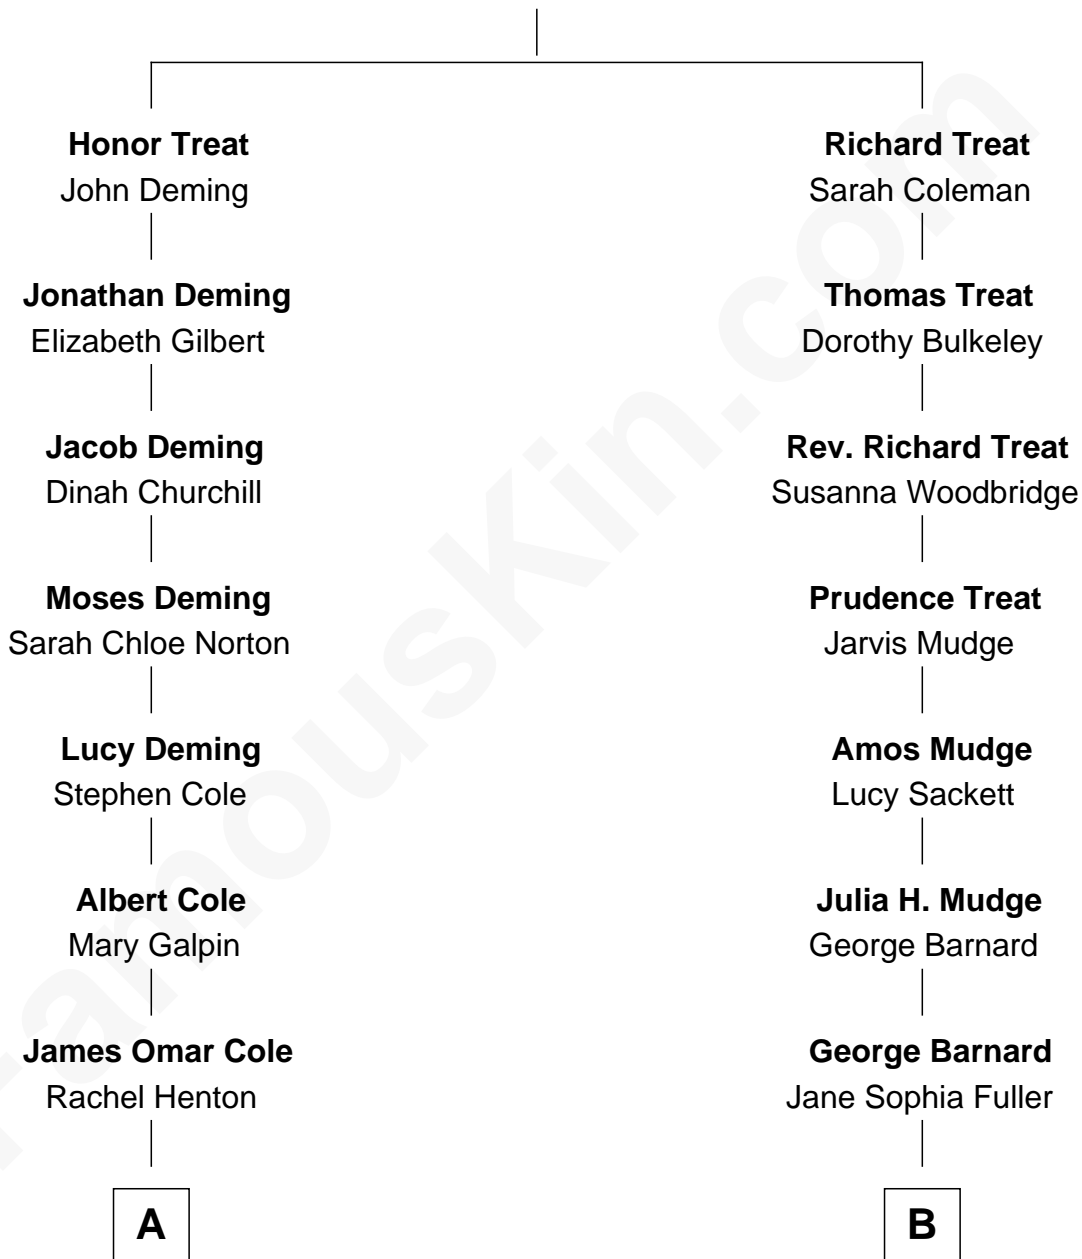 Honor Treat
John Deming
Jonathan Deming
Elizabeth Gilbert
Jacob Deming
Dinah Churchill
Moses Deming
Sarah Chloe Norton
Lucy Deming
Stephen Cole
Albert Cole
Mary Galpin
James Omar Cole
Rachel Henton
A
Richard Treat
Sarah Coleman
Thomas Treat
Dorothy Bulkeley
Rev. Richard Treat
Susanna Woodbridge
Prudence Treat
Jarvis Mudge
Amos Mudge
Lucy Sackett
Julia H. Mudge
George Barnard
George Barnard
Jane Sophia Fuller
B
FamousKin.com